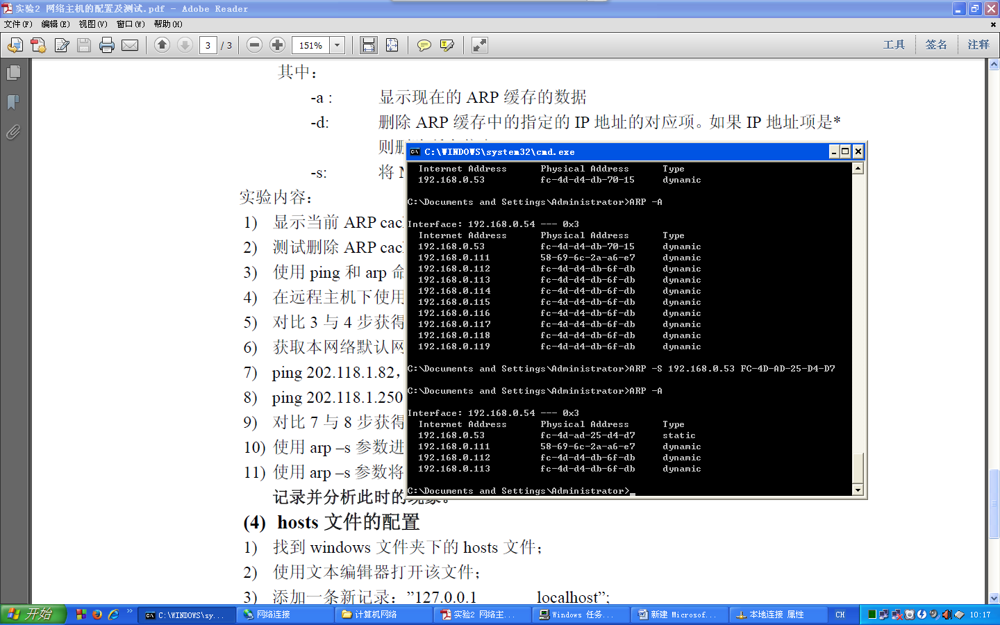 实验2 网络主机的配置及测试.pdf - Adobe Reader
文件(F) 编辑(E) 视图(V) 窗口(W) 帮助(H)
3 / 3 151% 工具 签名 注释
其中：
-a : 显示现在的 ARP 缓存的数据
-d: 删除 ARP 缓存中的指定的 IP 地址的对应项。如果 IP 地址项是*
则删
-s: 将
实验内容：
1) 显示当前 ARP cac
2) 测试删除 ARP cac
3) 使用 ping 和 arp 命
4) 在远程主机下使用
5) 对比 3 与 4 步获得
6) 获取本网络默认网
7) ping 202.118.1.82，
8) ping 202.118.1.250
9) 对比 7 与 8 步获得
10) 使用 arp –s 参数进
11) 使用 arp –s 参数将
记录并分析此时的现象。
(4) hosts 文件的配置
1) 找到 windows 文件夹下的 hosts 文件；
2) 使用文本编辑器打开该文件；
3) 添加一条新记录：”127.0.0.1 localhost”;
C:\WINDOWS\system32\cmd.exe
Internet Address Physical Address Type
192.168.0.53 fc-4d-d4-db-70-15 dynamic
C:\Documents and Settings\Administrator>ARP -A
Interface: 192.168.0.54 --- 0x3
Internet Address Physical Address Type
192.168.0.53 fc-4d-d4-db-70-15 dynamic
192.168.0.111 58-69-6c-2a-a6-e7 dynamic
192.168.0.112 fc-4d-d4-db-6f-db dynamic
192.168.0.113 fc-4d-d4-db-6f-db dynamic
192.168.0.114 fc-4d-d4-db-6f-db dynamic
192.168.0.115 fc-4d-d4-db-6f-db dynamic
192.168.0.116 fc-4d-d4-db-6f-db dynamic
192.168.0.117 fc-4d-d4-db-6f-db dynamic
192.168.0.118 fc-4d-d4-db-6f-db dynamic
192.168.0.119 fc-4d-d4-db-6f-db dynamic
C:\Documents and Settings\Administrator>ARP -S 192.168.0.53 FC-4D-AD-25-D4-D7
C:\Documents and Settings\Administrator>ARP -A
Interface: 192.168.0.54 --- 0x3
Internet Address Physical Address Type
192.168.0.53 fc-4d-ad-25-d4-d7 static
192.168.0.111 58-69-6c-2a-a6-e7 dynamic
192.168.0.112 fc-4d-d4-db-6f-db dynamic
192.168.0.113 fc-4d-d4-db-6f-db dynamic
C:\Documents and Settings\Administrator>
开始 C:\WINDOWS\sy... 网络连接 计算机网络 实验2 网络主... Windows 任务... 新建 Microsof... 本地连接 属性 CH 10:17